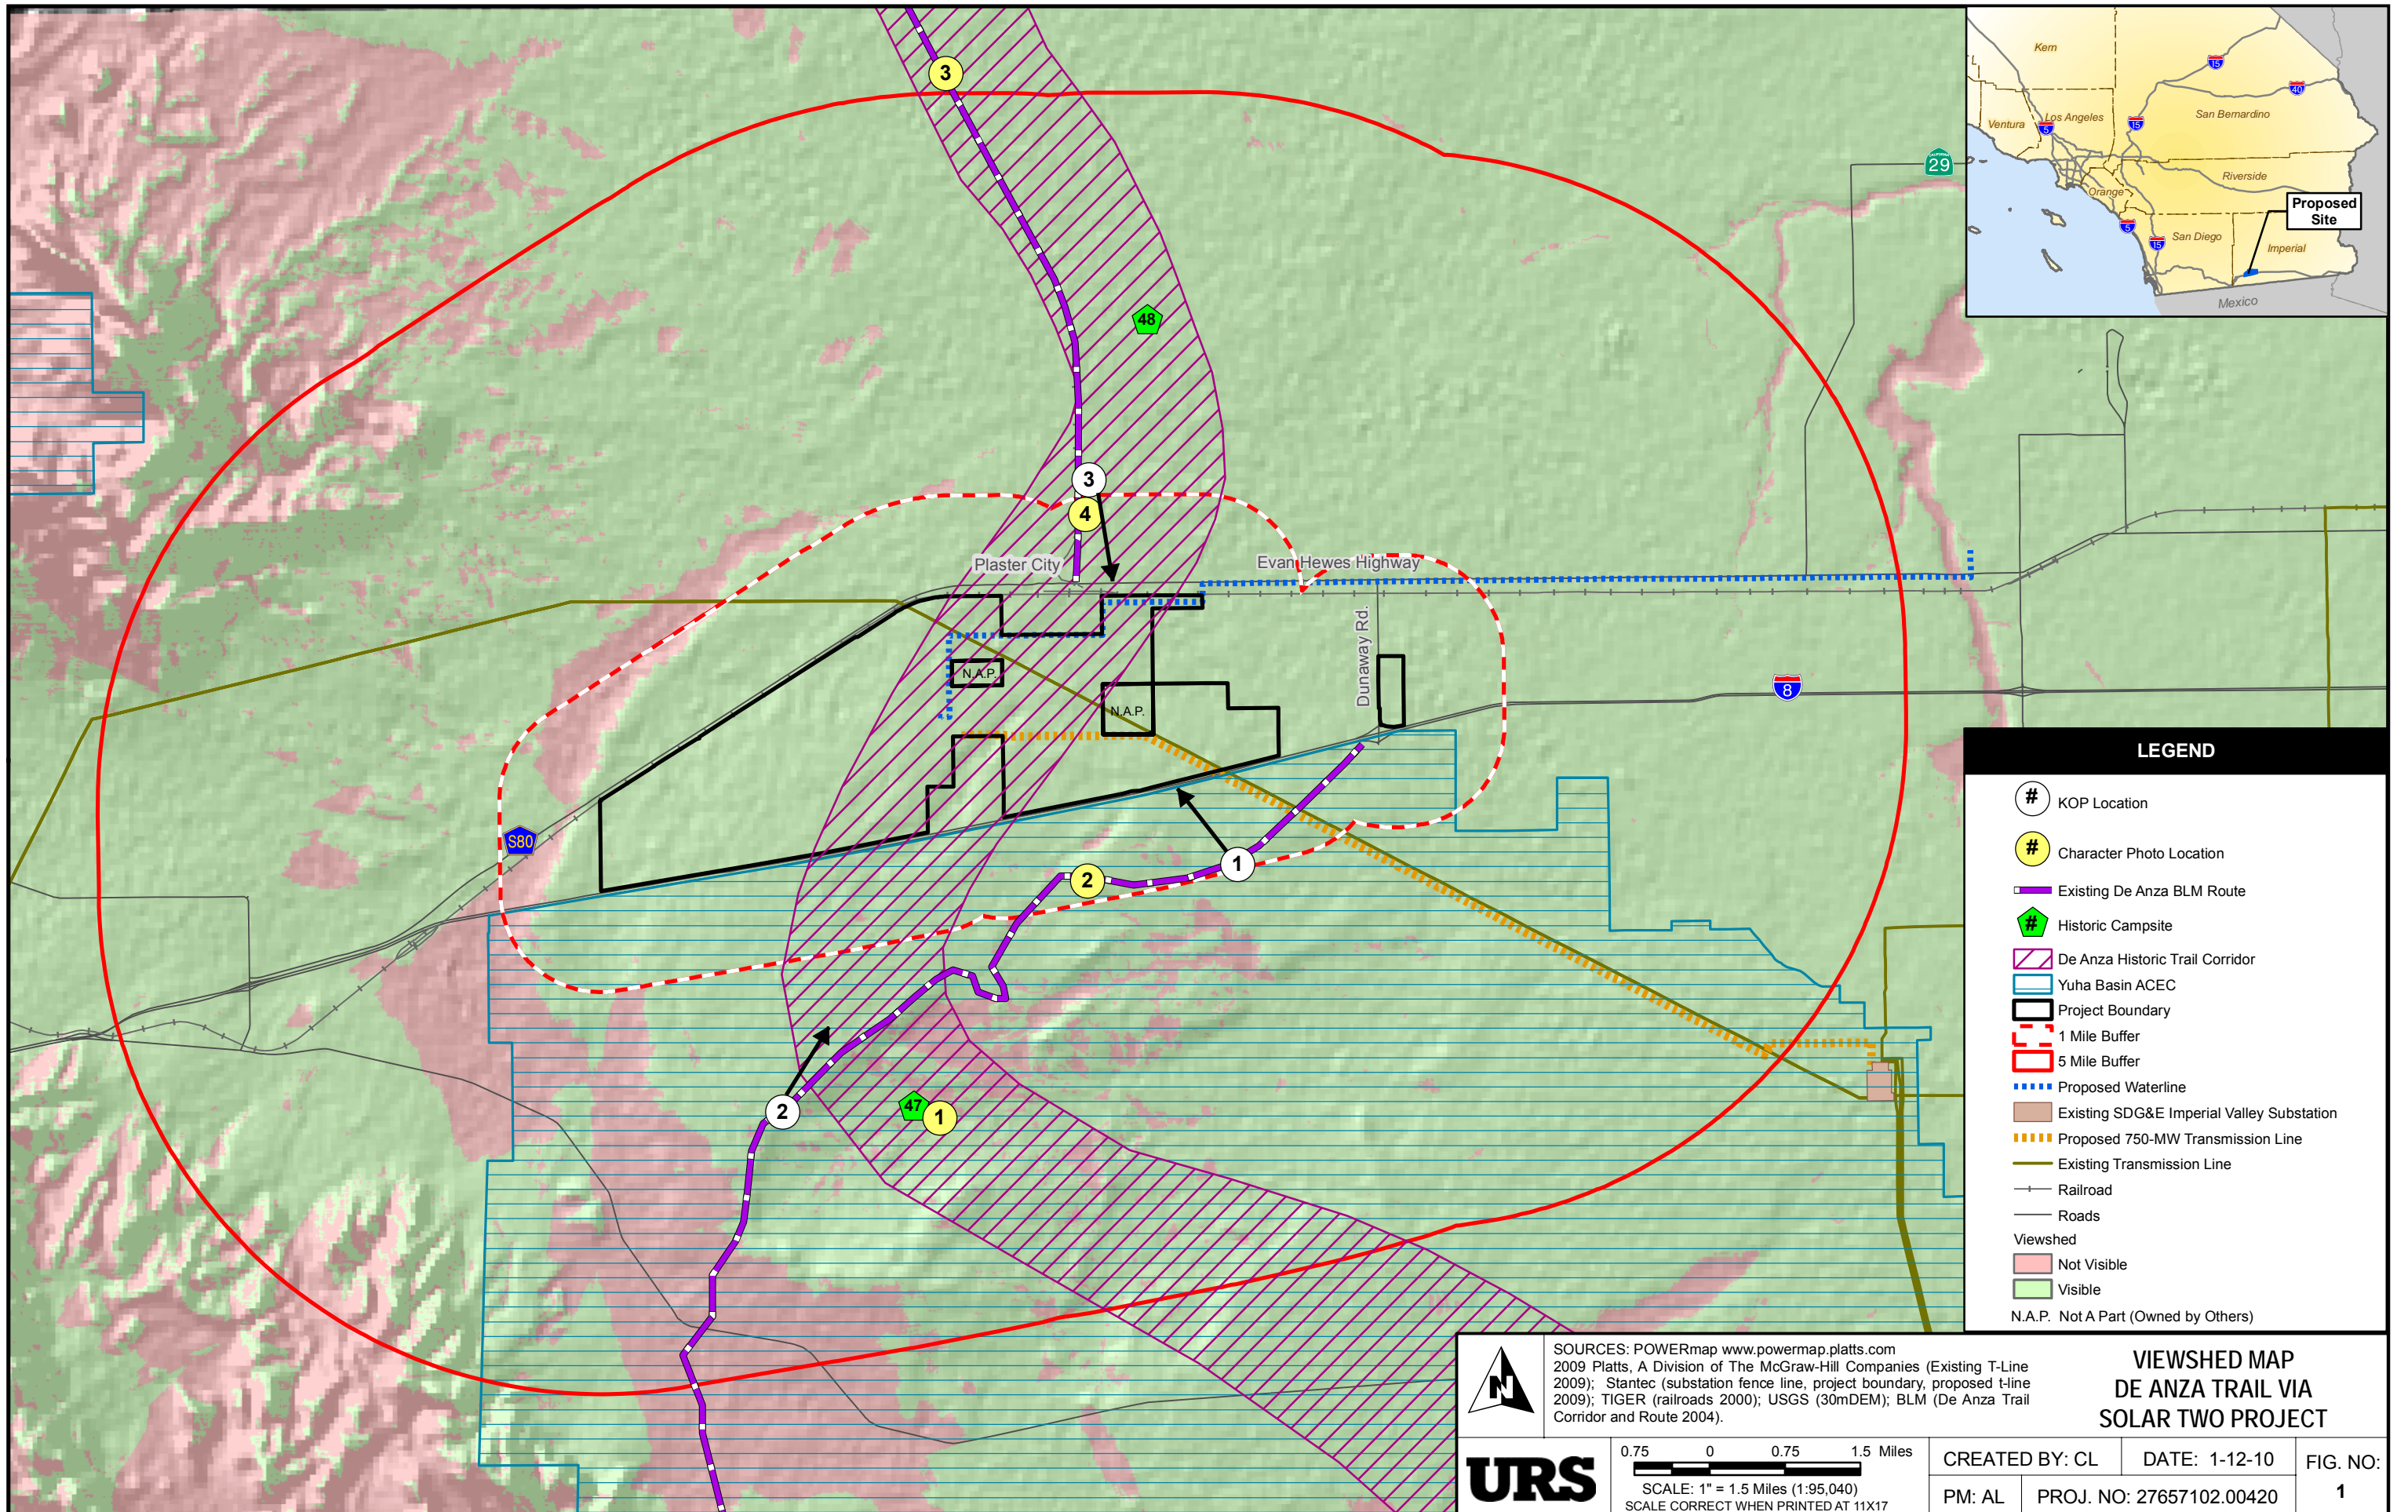 3
48
3
4
Plaster City
Evan Hewes Highway
Dunaway Rd.
N.A.P.
N.A.P.
8
S80
1
2
2
47
1
29
Kern
15
40
San Bernardino
Ventura
Los Angeles
5
15
Riverside
Orange
Proposed
Site
5
San Diego
15
Imperial
Mexico
LEGEND
# KOP Location
# Character Photo Location
Existing De Anza BLM Route
# Historic Campsite
De Anza Historic Trail Corridor
Yuha Basin ACEC
Project Boundary
1 Mile Buffer
5 Mile Buffer
Proposed Waterline
Existing SDG&E Imperial Valley Substation
Proposed 750-MW Transmission Line
Existing Transmission Line
Railroad
Roads
Viewshed
Not Visible
Visible
N.A.P. Not A Part (Owned by Others)
N
SOURCES: POWERmap www.powermap.platts.com
2009 Platts, A Division of The McGraw-Hill Companies (Existing T-Line
2009); Stantec (substation fence line, project boundary, proposed t-line
2009); TIGER (railroads 2000); USGS (30mDEM); BLM (De Anza Trail
Corridor and Route 2004).
VIEWSHED MAP
DE ANZA TRAIL VIA
SOLAR TWO PROJECT
URS
0.75 0 0.75 1.5 Miles
SCALE: 1" = 1.5 Miles (1:95,040)
SCALE CORRECT WHEN PRINTED AT 11X17
CREATED BY: CL
DATE: 1-12-10
FIG. NO:
1
PM: AL
PROJ. NO: 27657102.00420